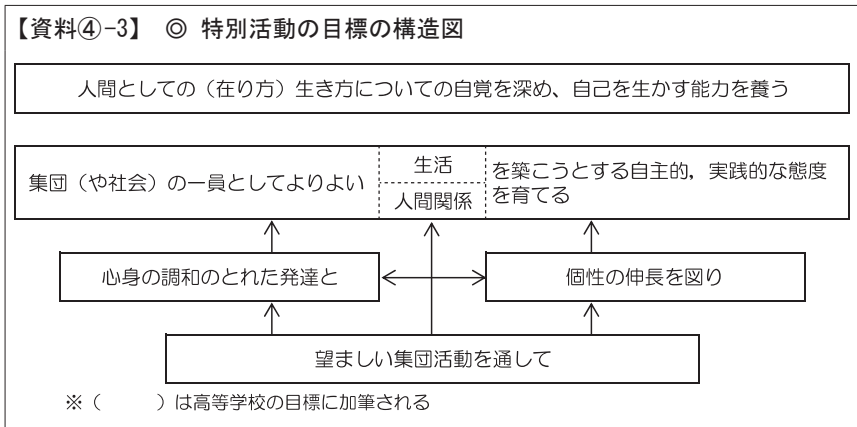 【資料④-3】 ◎ 特別活動の目標の構造図
人間としての（在り方）生き方についての自覚を深め、自己を生かす能力を養う
集団（や社会）の一員としてよりよい
生活
人間関係
を築こうとする自主的，実践的な態度
を育てる
心身の調和のとれた発達と
個性の伸長を図り
望ましい集団活動を通して
※（　　　）は高等学校の目標に加筆される